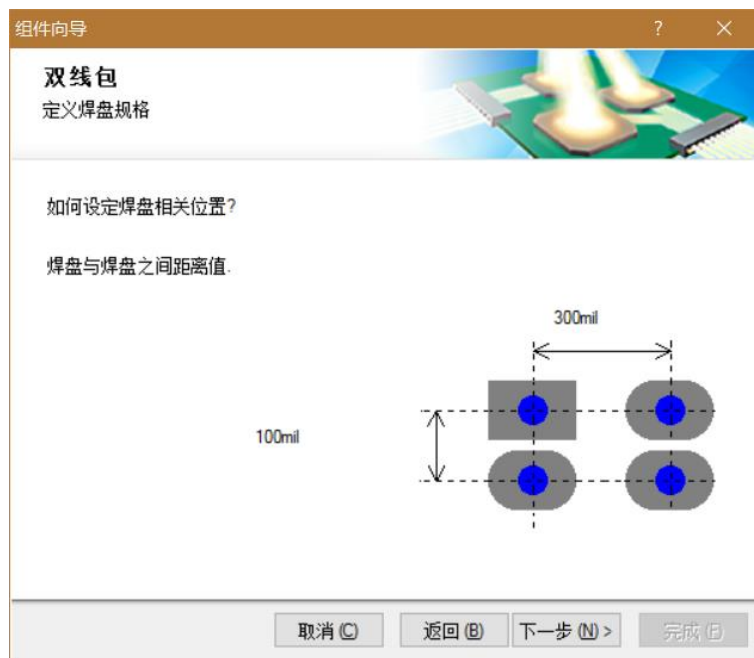 组件向导
双线包
定义焊盘规格
如何设定焊盘相关位置?
焊盘与焊盘之间距离值.
300mil
100mil
取消(C) 返回(B) 下一步(N)> 完成(F)